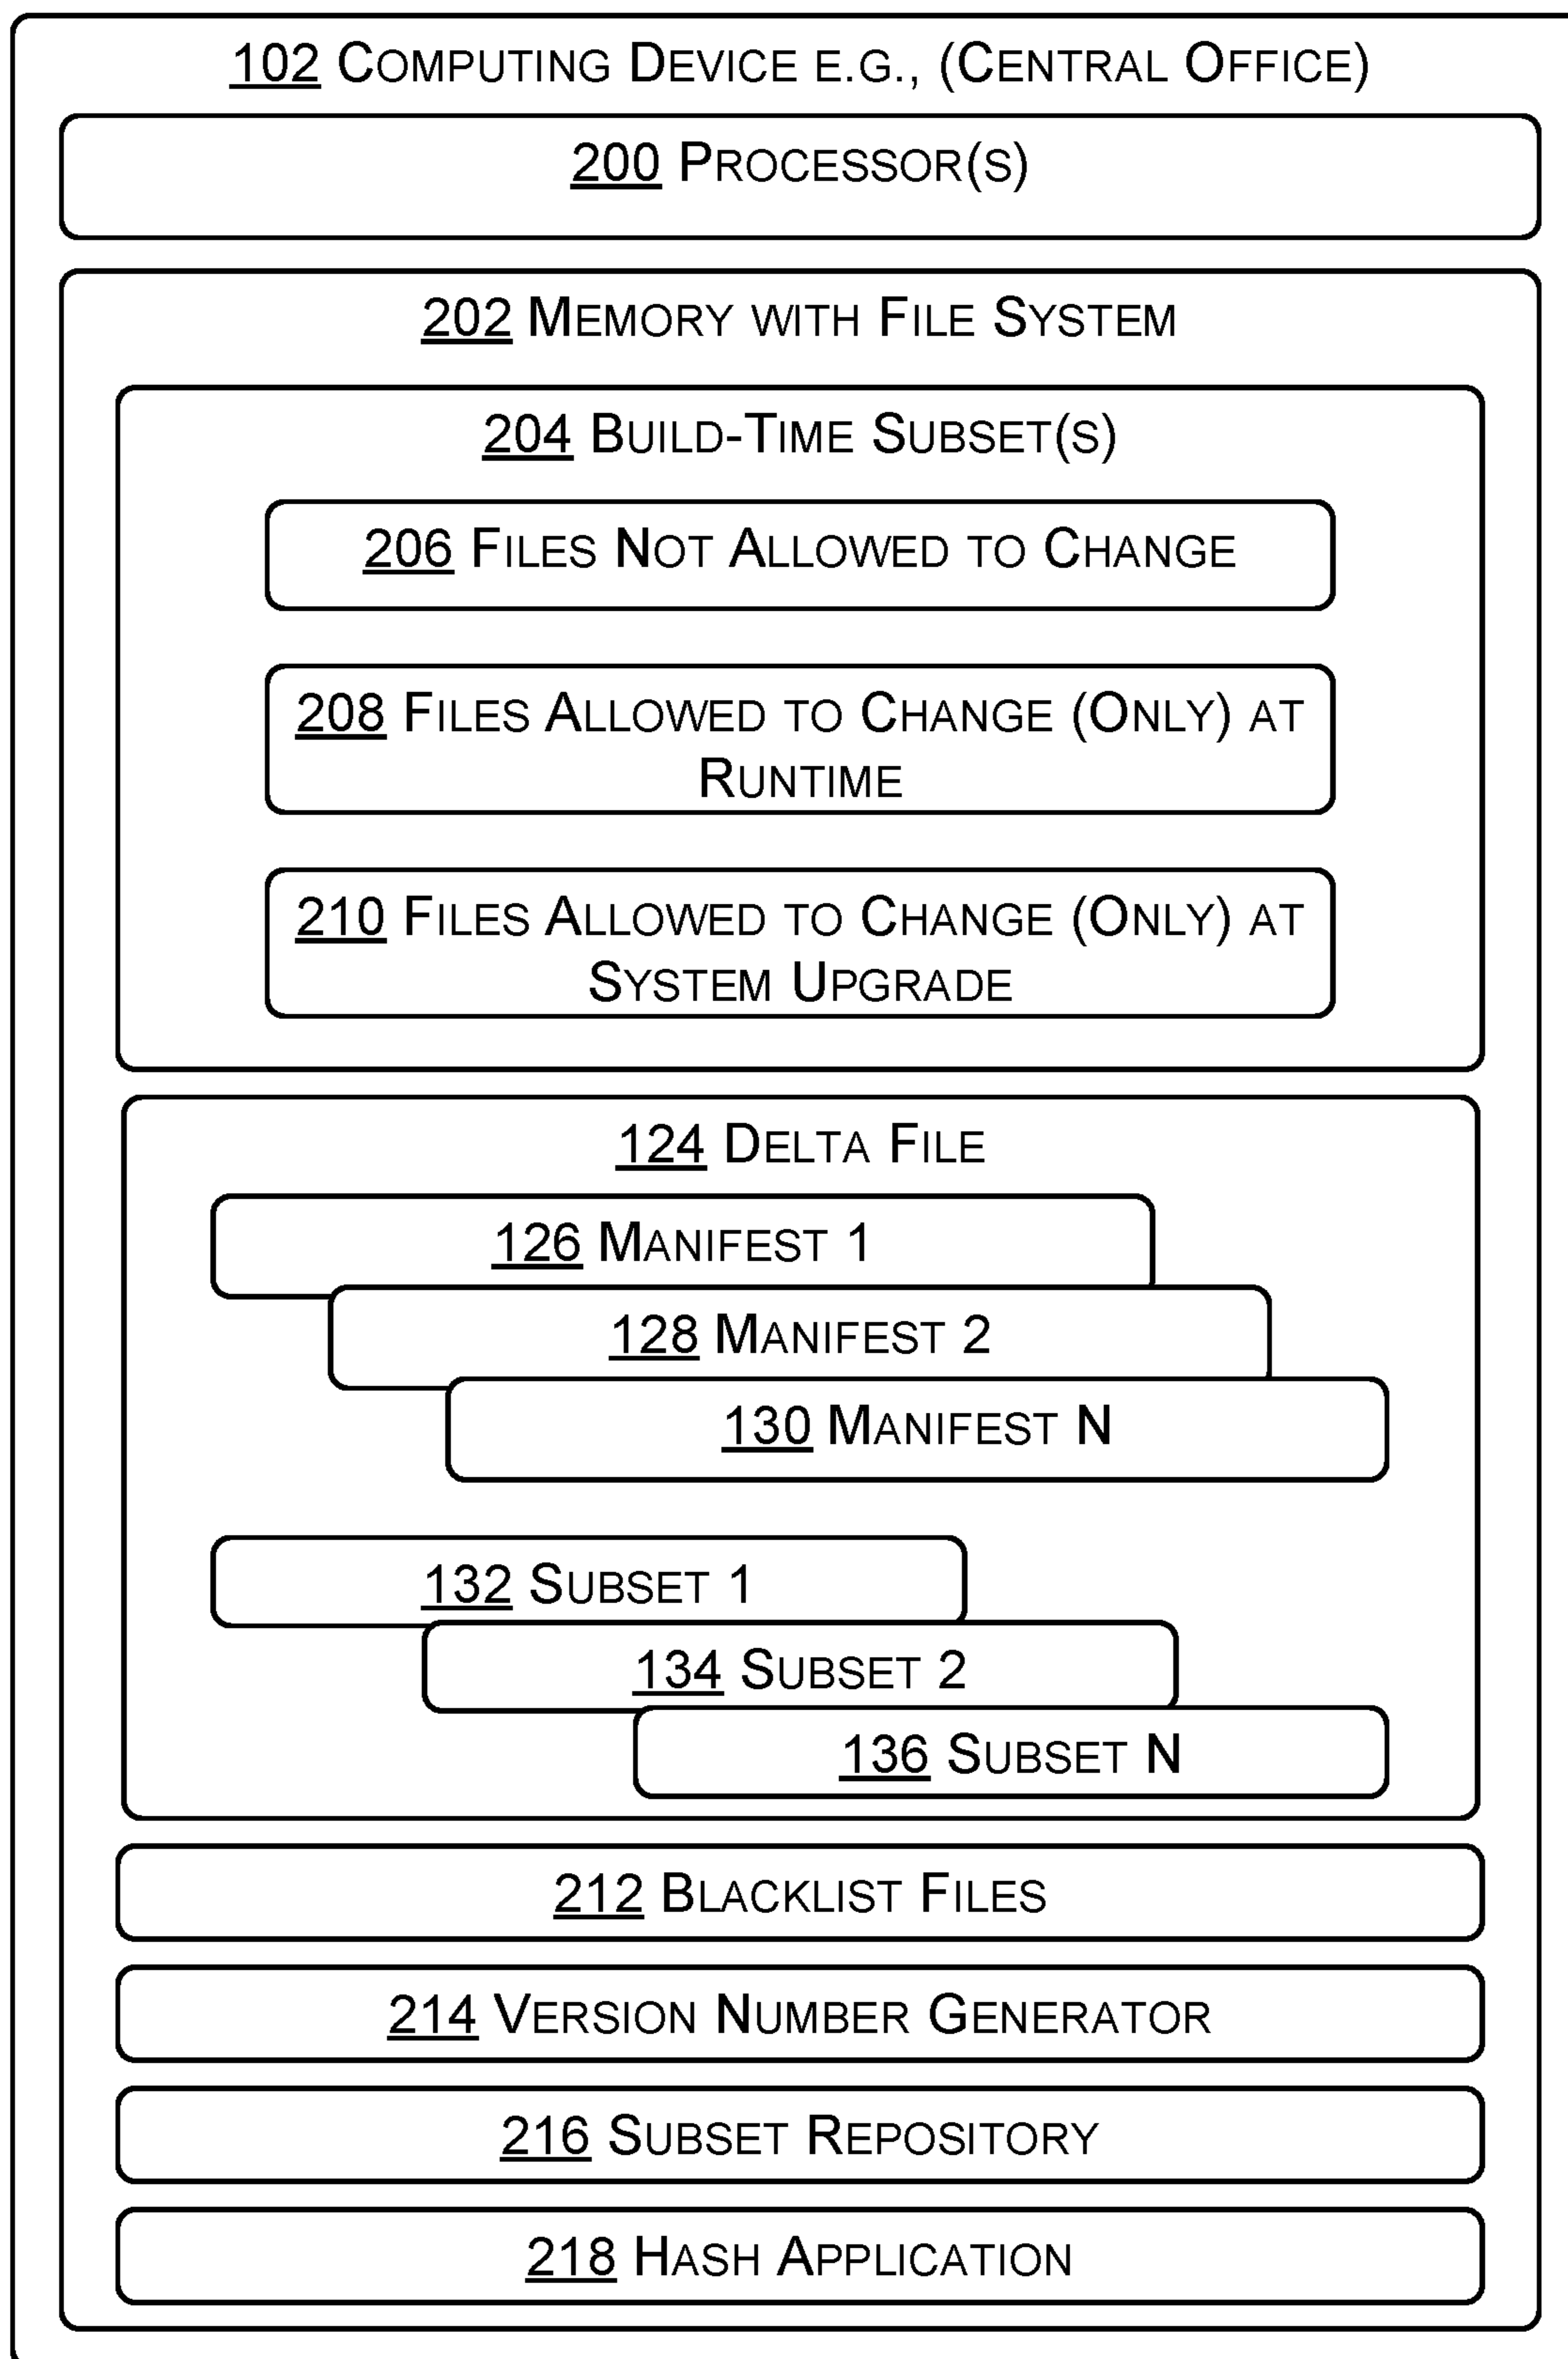 102 COMPUTING DEVICE E.G., (CENTRAL OFFICE)
200 PROCESSOR(S)
202 MEMORY WITH FILE SYSTEM
204 BUILD-TIME SUBSET(S)
206 FILES NOT ALLOWED TO CHANGE
208 FILES ALLOWED TO CHANGE (ONLY) AT
RUNTIME
210 FILES ALLOWED TO CHANGE (ONLY) AT
SYSTEM UPGRADE
124 DELTA FILE
126 MANIFEST 1
128 MANIFEST 2
130 MANIFEST N
132 SUBSET 1
134 SUBSET 2
136 SUBSET N
212 BLACKLIST FILES
214 VERSION NUMBER GENERATOR
216 SUBSET REPOSITORY
218 HASH APPLICATION